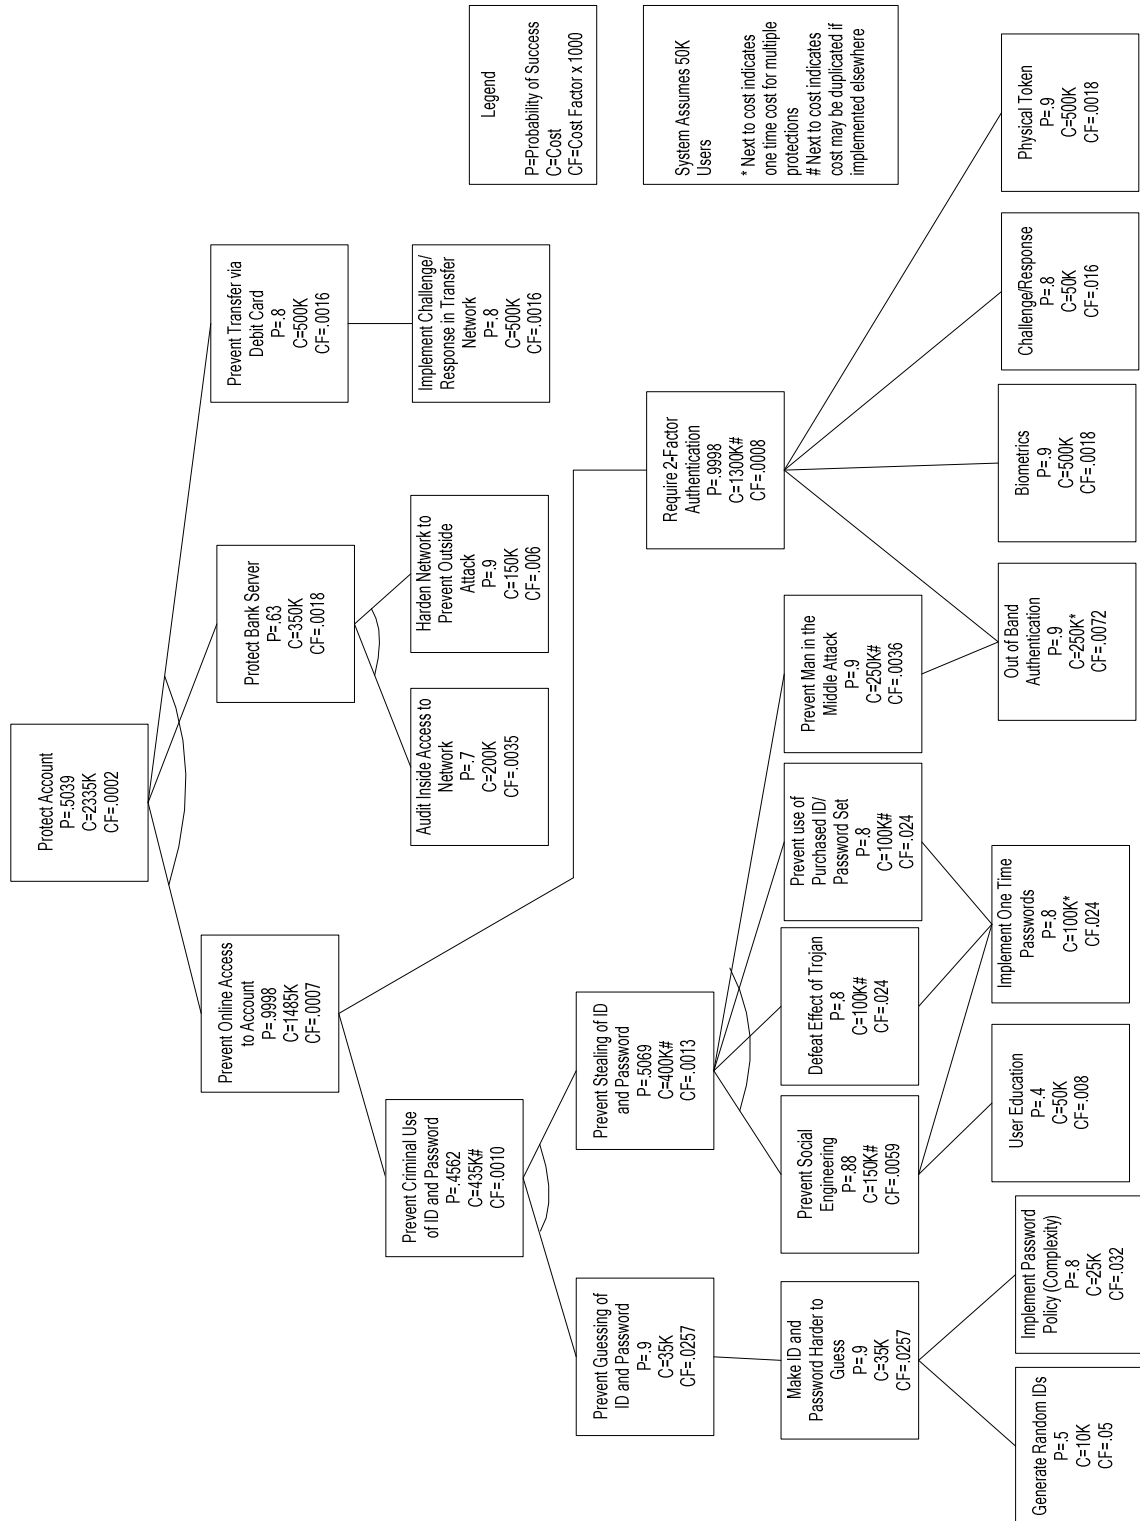 Protect Account
P=.5039
C=2335K
CF=.0002
Prevent Online Access
to Account
P=.9998
C=1485K
CF=.0007
Protect Bank Server
P=.63
C=350K
CF=.0018
Prevent Transfer via
Debit Card
P=.8
C=500K
CF=.0016
Prevent Criminal Use
of ID and Password
P=.4562
C=435K#
CF=.0010
Audit Inside Access to
Network
P=.7
C=200K
CF=.0035
Harden Network to
Prevent Outside
Attack
P=.9
C=150K
CF=.006
Implement Challenge/
Response in Transfer
Network
P=.8
C=500K
CF=.0016
Legend
P=Probability of Success
C=Cost
CF=Cost Factor x 1000
Prevent Guessing of
ID and Password
P=.9
C=35K
CF=.0257
Prevent Stealing of ID
and Password
P=.5069
C=400K#
CF=.0013
Require 2-Factor
Authentication
P=.9998
C=1300K#
CF=.0008
System Assumes 50K
Users
* Next to cost indicates
one time cost for multiple
protections
# Next to cost indicates
cost may be duplicated if
implemented elsewhere
Make ID and
Password Harder to
Guess
P=.9
C=35K
CF=.0257
Prevent Social
Engineering
P=.88
C=150K#
CF=.0059
Defeat Effect of Trojan
P=.8
C=100K#
CF=.024
Prevent use of
Purchased ID/
Password Set
P=.8
C=100K#
CF=.024
Prevent Man in the
Middle Attack
P=.9
C=250K#
CF=.0036
Generate Random IDs
P=.5
C=10K
CF=.05
Implement Password
Policy (Complexity)
P=.8
C=25K
CF=.032
User Education
P=.4
C=50K
CF=.008
Implement One Time
Passwords
P=.8
C=100K*
CF.024
Out of Band
Authentication
P=.9
C=250K*
CF=.0072
Biometrics
P=.9
C=500K
CF=.0018
Challenge/Response
P=.8
C=50K
CF=.016
Physical Token
P=.9
C=500K
CF=.0018